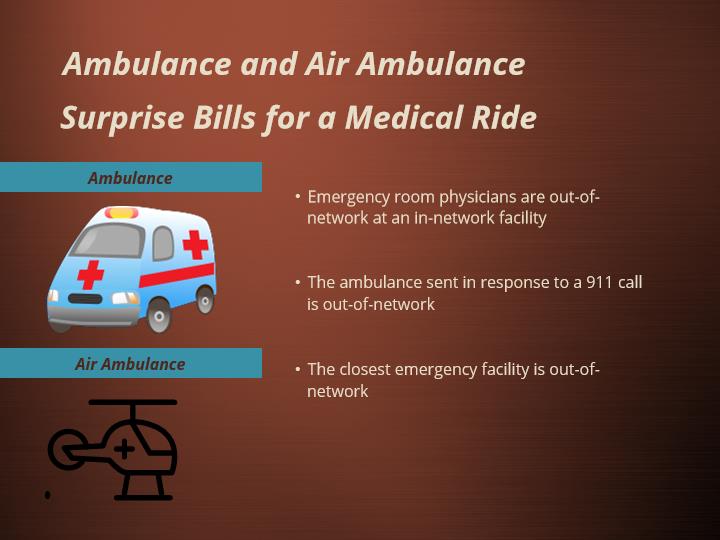 Ambulance and Air Ambulance
Surprise Bills for a Medical Ride
Ambulance
Air Ambulance
• Emergency room physicians are out-of-
network at an in-network facility
• The ambulance sent in response to a 911 call
is out-of-network
• The closest emergency facility is out-of-
network